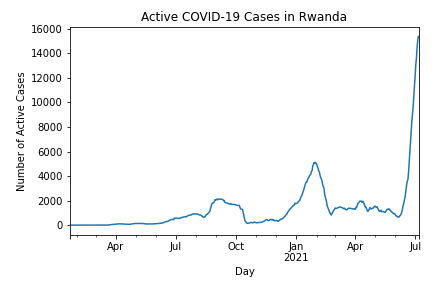 Active COVID-19 Cases in Rwanda
Number of Active Cases
16000
14000
12000
10000
8000
6000
4000
2000
0
Apr Jul Oct Jan Apr Jul
2021
Day